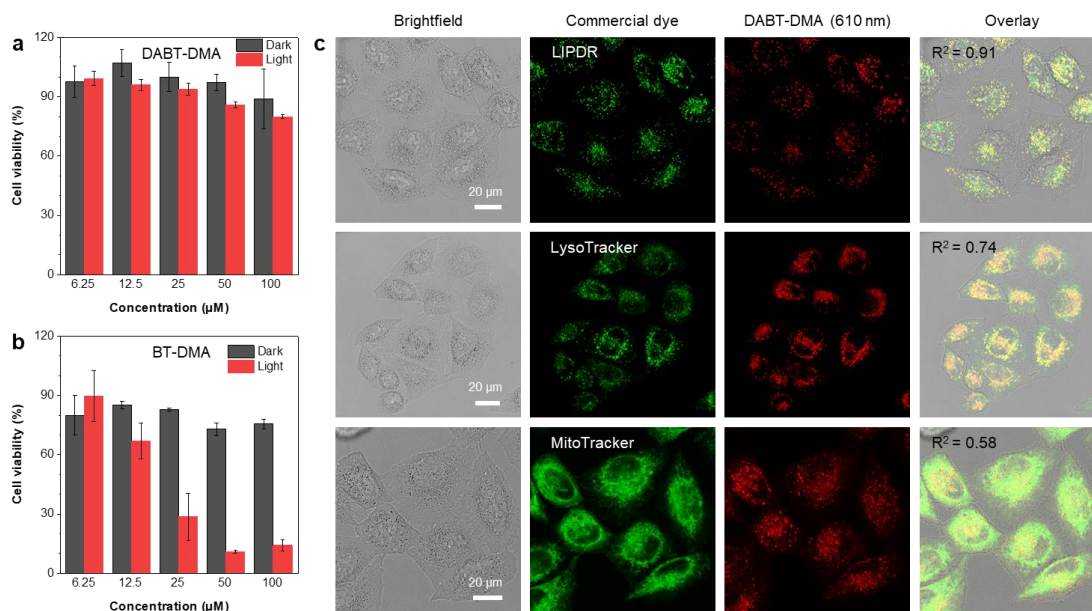 a
DABT-DMA
Dark
Light
Cell viability (%)
120
90
60
30
0
6.25 12.5 25 50 100
Concentration (µM)
b
BT-DMA
Dark
Light
Cell viability (%)
120
90
60
30
0
6.25 12.5 25 50 100
Concentration (µM)
c
Brightfield Commercial dye DABT-DMA (610 nm) Overlay
LIPDR
R² = 0.91
20 µm
LysoTracker
R² = 0.74
20 µm
MitoTracker
R² = 0.58
20 µm